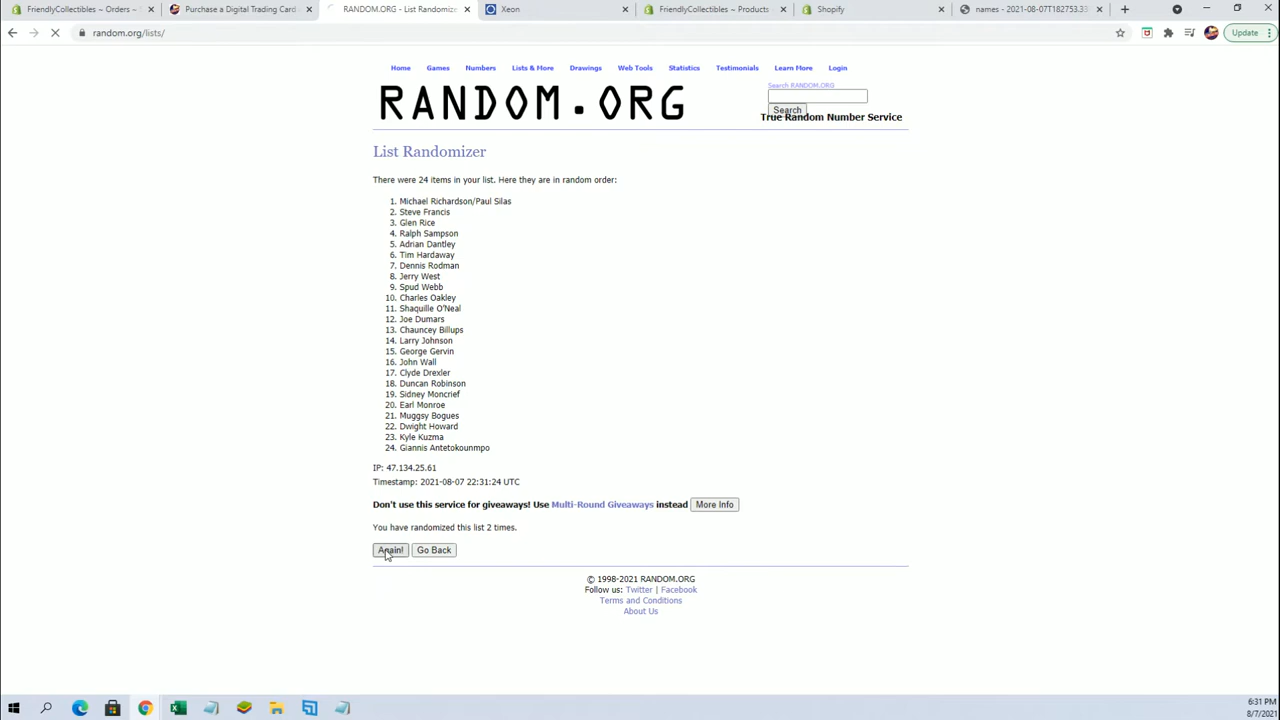 FriendlyCollectibles ~ Orders ~
Purchase a Digital Trading Card
RANDOM.ORG - List Randomizer
Xeon
FriendlyCollectibles ~ Products
Shopify
names - 2021-08-07T182753.33
random.org/lists/
Update
Home Games Numbers Lists & More Drawings Web Tools Statistics Testimonials Learn More Login
RANDOM.ORG
Search RANDOM.ORG
Search
True Random Number Service
List Randomizer
There were 24 items in your list. Here they are in random order:
1. Michael Richardson/Paul Silas
2. Steve Francis
3. Glen Rice
4. Ralph Sampson
5. Adrian Dantley
6. Tim Hardaway
7. Dennis Rodman
8. Jerry West
9. Spud Webb
10. Charles Oakley
11. Shaquille O'Neal
12. Joe Dumars
13. Chauncey Billups
14. Larry Johnson
15. George Gervin
16. John Wall
17. Clyde Drexler
18. Duncan Robinson
19. Sidney Moncrief
20. Earl Monroe
21. Muggsy Bogues
22. Dwight Howard
23. Kyle Kuzma
24. Giannis Antetokounmpo
IP: 47.134.25.61
Timestamp: 2021-08-07 22:31:24 UTC
Don't use this service for giveaways! Use Multi-Round Giveaways instead More Info
You have randomized this list 2 times.
Again! Go Back
© 1998-2021 RANDOM.ORG
Follow us: Twitter | Facebook
Terms and Conditions
About Us
6:31 PM
8/7/2021